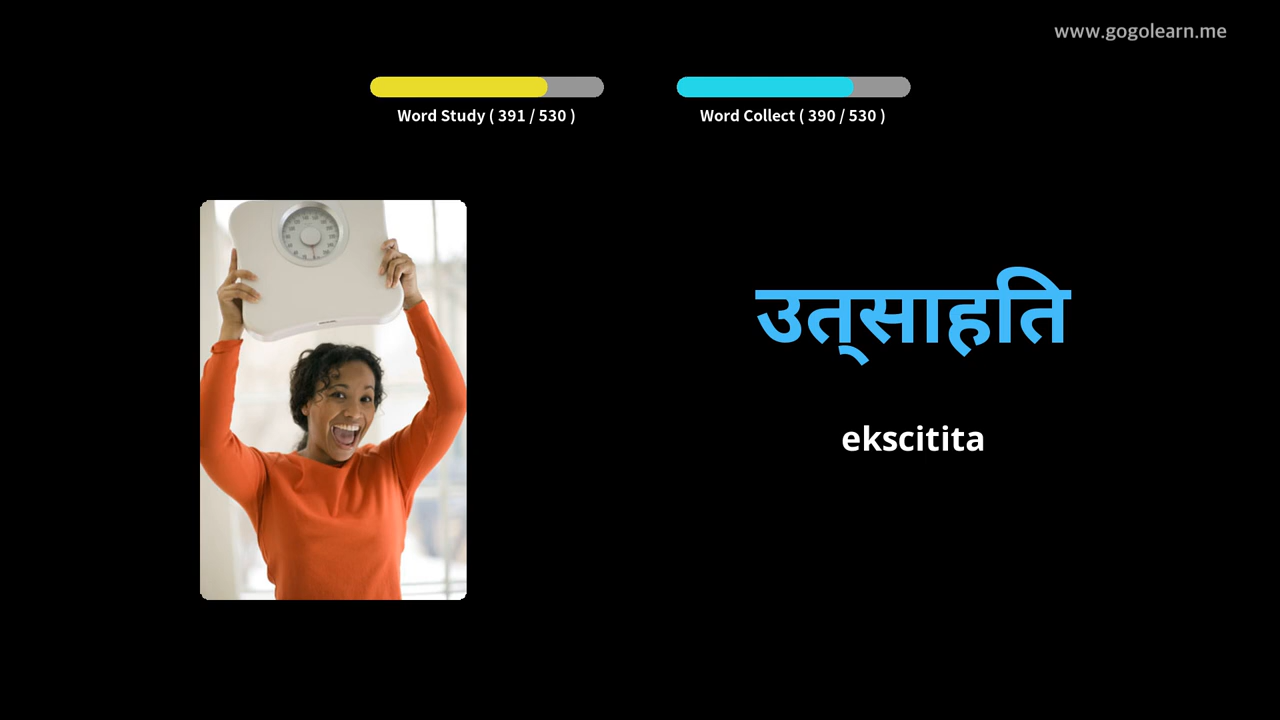 www.gogolearn.me
Word Study ( 391 / 530 )
Word Collect ( 390 / 530 )
उत्‌साहति
ekscitita